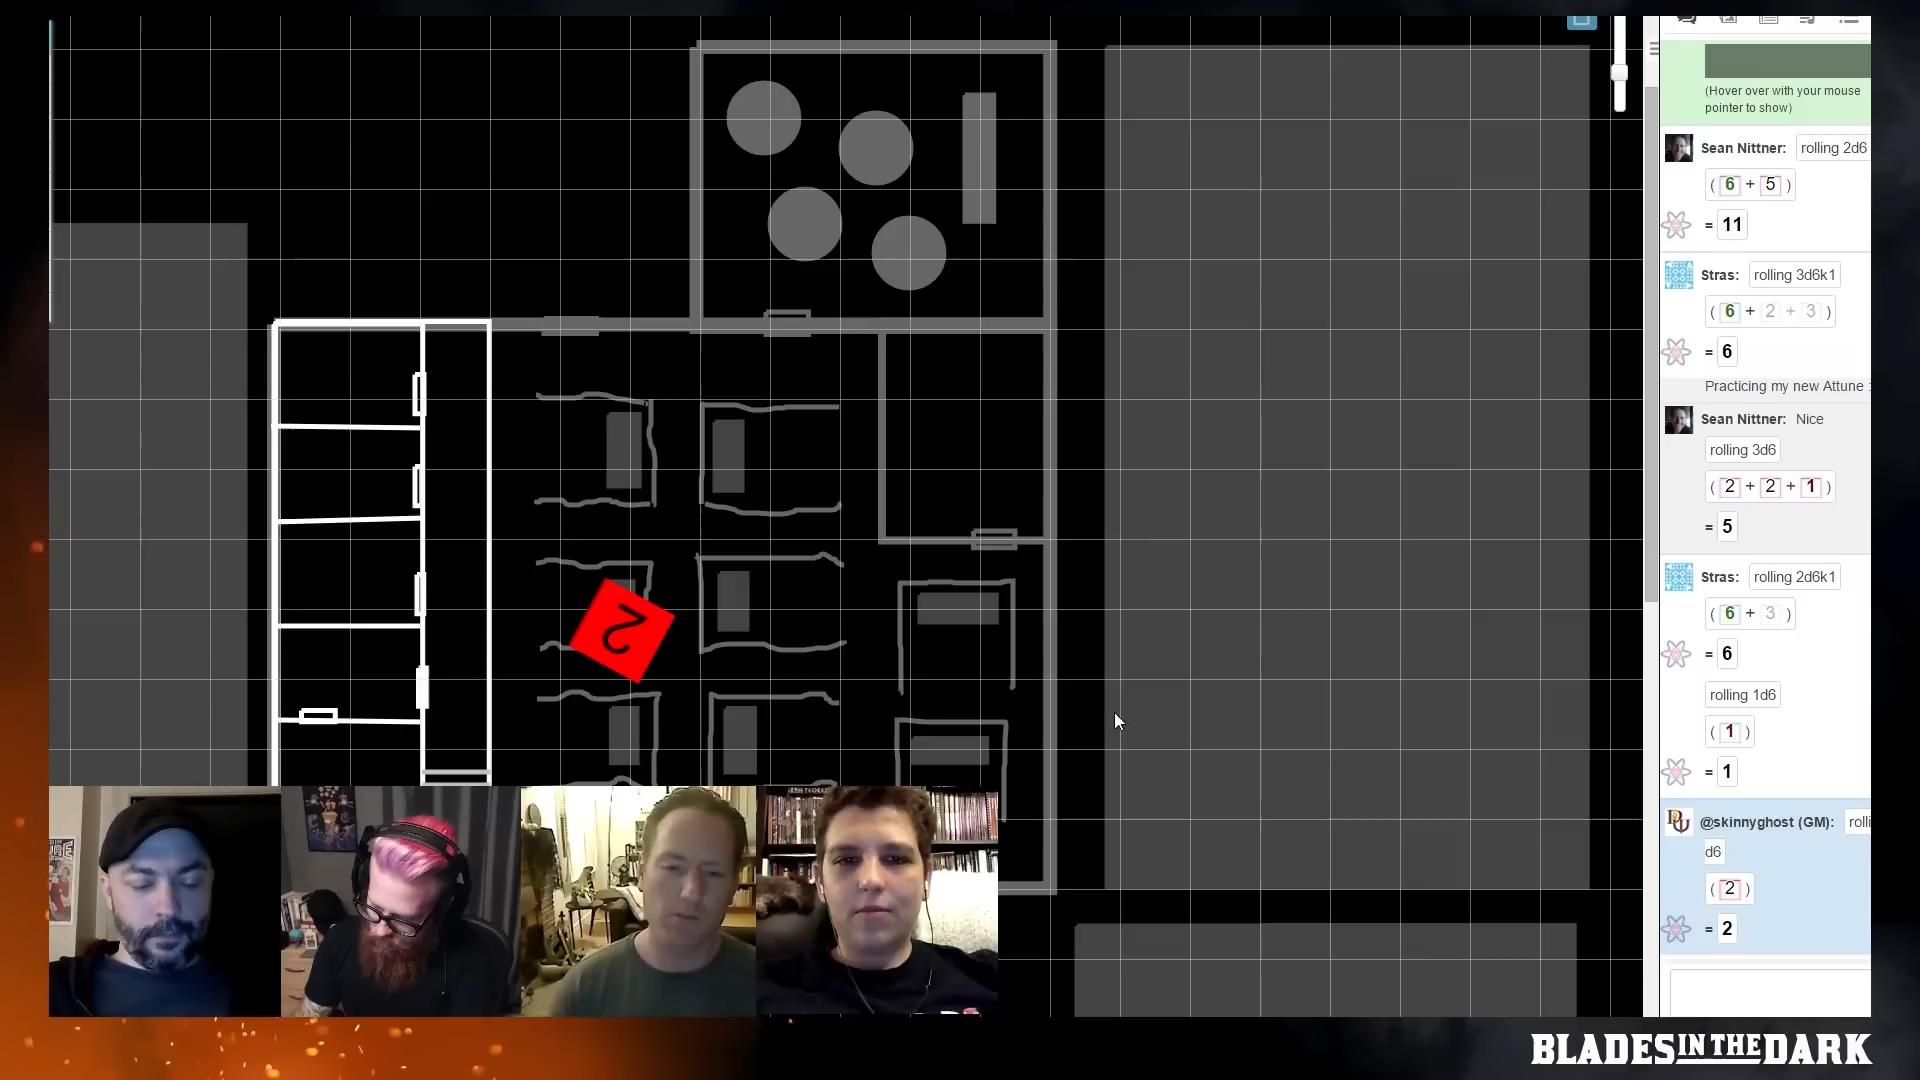 (Hover over with your mouse
pointer to show)
Sean Nittner: rolling 2d6
(6+5)
= 11
Stras: rolling 3d6k1
(6+2+3)
= 6
Practicing my new Attune :
Sean Nittner: Nice
rolling 3d6
(2+2+1)
= 5
Stras: rolling 2d6k1
(6+3)
= 6
rolling 1d6
(1)
= 1
@skinnyghost (GM): rolli
d6
(2)
= 2
2
BLADES IN THE DARK